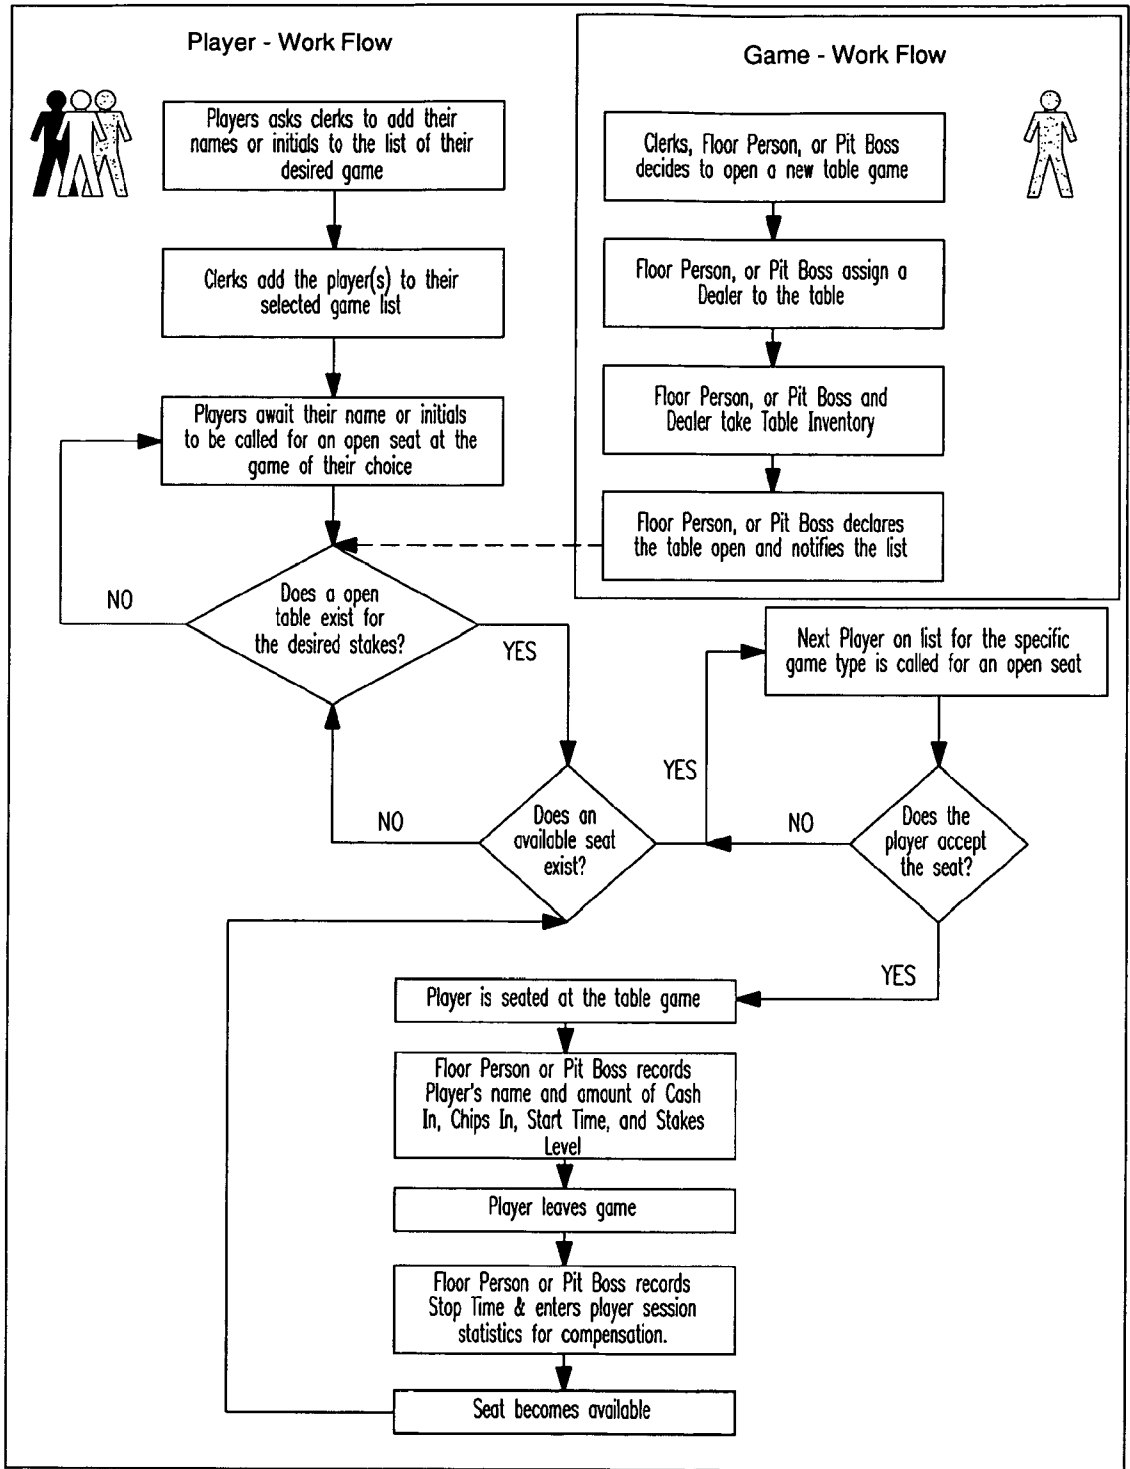 Player - Work Flow
Players asks clerks to add their
names or initials to the list of their
desired game
Clerks add the player(s) to their
selected game list
Players await their name or initials
to be called for an open seat at the
game of their choice
Game - Work Flow
Clerks, Floor Person, or Pit Boss
decides to open a new table game
Floor Person, or Pit Boss assign a
Dealer to the table
Floor Person, or Pit Boss and
Dealer take Table Inventory
Floor Person, or Pit Boss declares
the table open and notifies the list
Does a open
table exist for
the desired stakes?
NO
YES
Does an
available seat
exist?
NO
YES
Next Player on list for the specific
game type is called for an open seat
Does the
player accept
the seat?
NO
YES
Player is seated at the table game
Floor Person or Pit Boss records
Player's name and amount of Cash
In, Chips In, Start Time, and Stakes
Level
Player leaves game
Floor Person or Pit Boss records
Stop Time & enters player session
statistics for compensation.
Seat becomes available